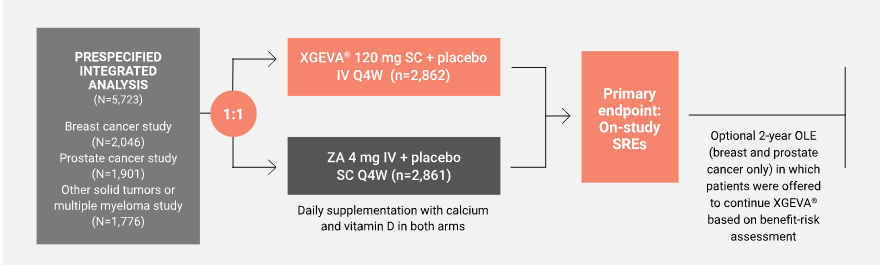 PRESPECIFIED
INTEGRATED
ANALYSIS
(N=5,723)
Breast cancer study
(N=2,046)
Prostate cancer study
(N=1,901)
Other solid tumors or
multiple myeloma study
(N=1,776)
1:1
XGEVA® 120 mg SC + placebo
IV Q4W (n=2,862)
ZA 4 mg IV + placebo
SC Q4W (n=2,861)
Daily supplementation with calcium
and vitamin D in both arms
Primary
endpoint:
On-study
SREs
Optional 2-year OLE
(breast and prostate
cancer only) in which
patients were offered
to continue XGEVA®
based on benefit-risk
assessment